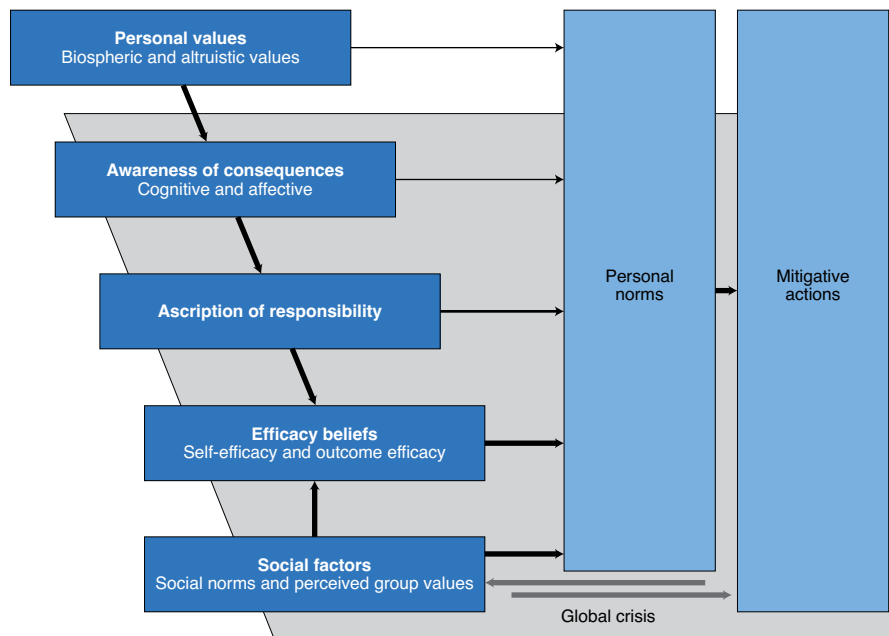 Personal values
Biospheric and altruistic values
Awareness of consequences
Cognitive and affective
Ascription of responsibility
Personal
norms
Mitigative
actions
Efficacy beliefs
Self-efficacy and outcome efficacy
Social factors
Social norms and perceived group values
Global crisis